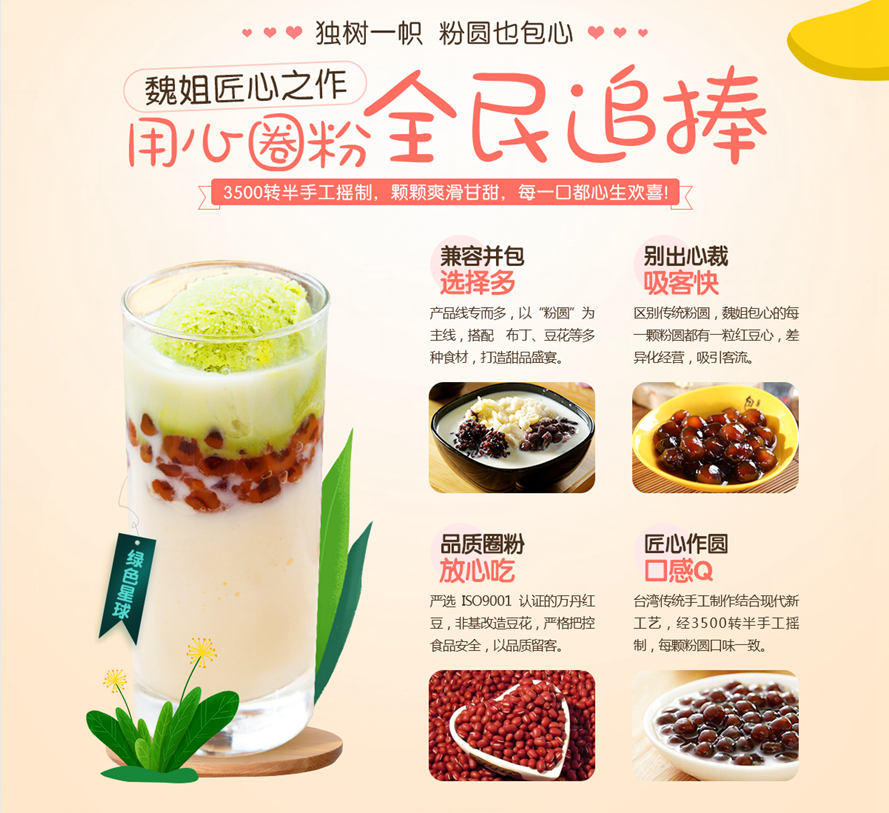 独树一帜 粉圆也包心
魏姐匠心之作
用心圈粉全民追捧
3500转半手工摇制，颗颗爽滑甘甜，每一口都心生欢喜!
兼容并包
选择多
产品线专而多，以“粉圆”为
主线，搭配 布丁、豆花等多
种食材，打造甜品盛宴。
别出心裁
吸客快
区别传统粉圆，魏姐包心的每
一颗粉圆都有一粒红豆心，差
异化经营，吸引客流。
绿色星球
品质圈粉
放心吃
严选 ISO9001 认证的万丹红
豆，非基改造豆花，严格把控
食品安全，以品质留客。
匠心作圆
口感Q
台湾传统手工制作结合现代新
工艺，经3500转半手工摇
制，每颗粉圆口味一致。